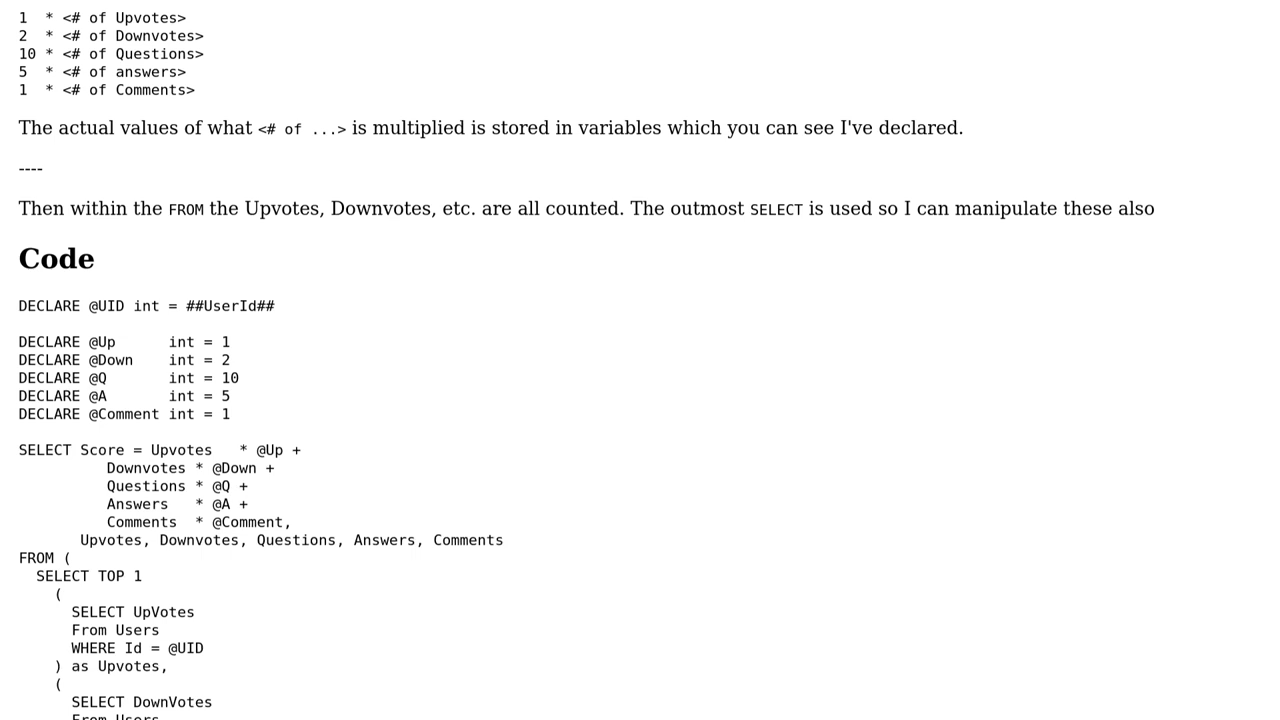 1  * <# of Upvotes>
2  * <# of Downvotes>
10 * <# of Questions>
5  * <# of answers>
1  * <# of Comments>
The actual values of what <# of ...> is multiplied is stored in variables which you can see I've declared.
----
Then within the FROM the Upvotes, Downvotes, etc. are all counted. The outmost SELECT is used so I can manipulate these also
Code
DECLARE @UID int = ##UserId##
DECLARE @Up      int = 1
DECLARE @Down    int = 2
DECLARE @Q       int = 10
DECLARE @A       int = 5
DECLARE @Comment int = 1
SELECT Score = Upvotes   * @Up +
          Downvotes * @Down +
          Questions * @Q +
          Answers   * @A +
          Comments  * @Comment,
       Upvotes, Downvotes, Questions, Answers, Comments
FROM (
  SELECT TOP 1
    (
      SELECT UpVotes
      From Users
      WHERE Id = @UID
    ) as Upvotes,
    (
      SELECT DownVotes
      From Users